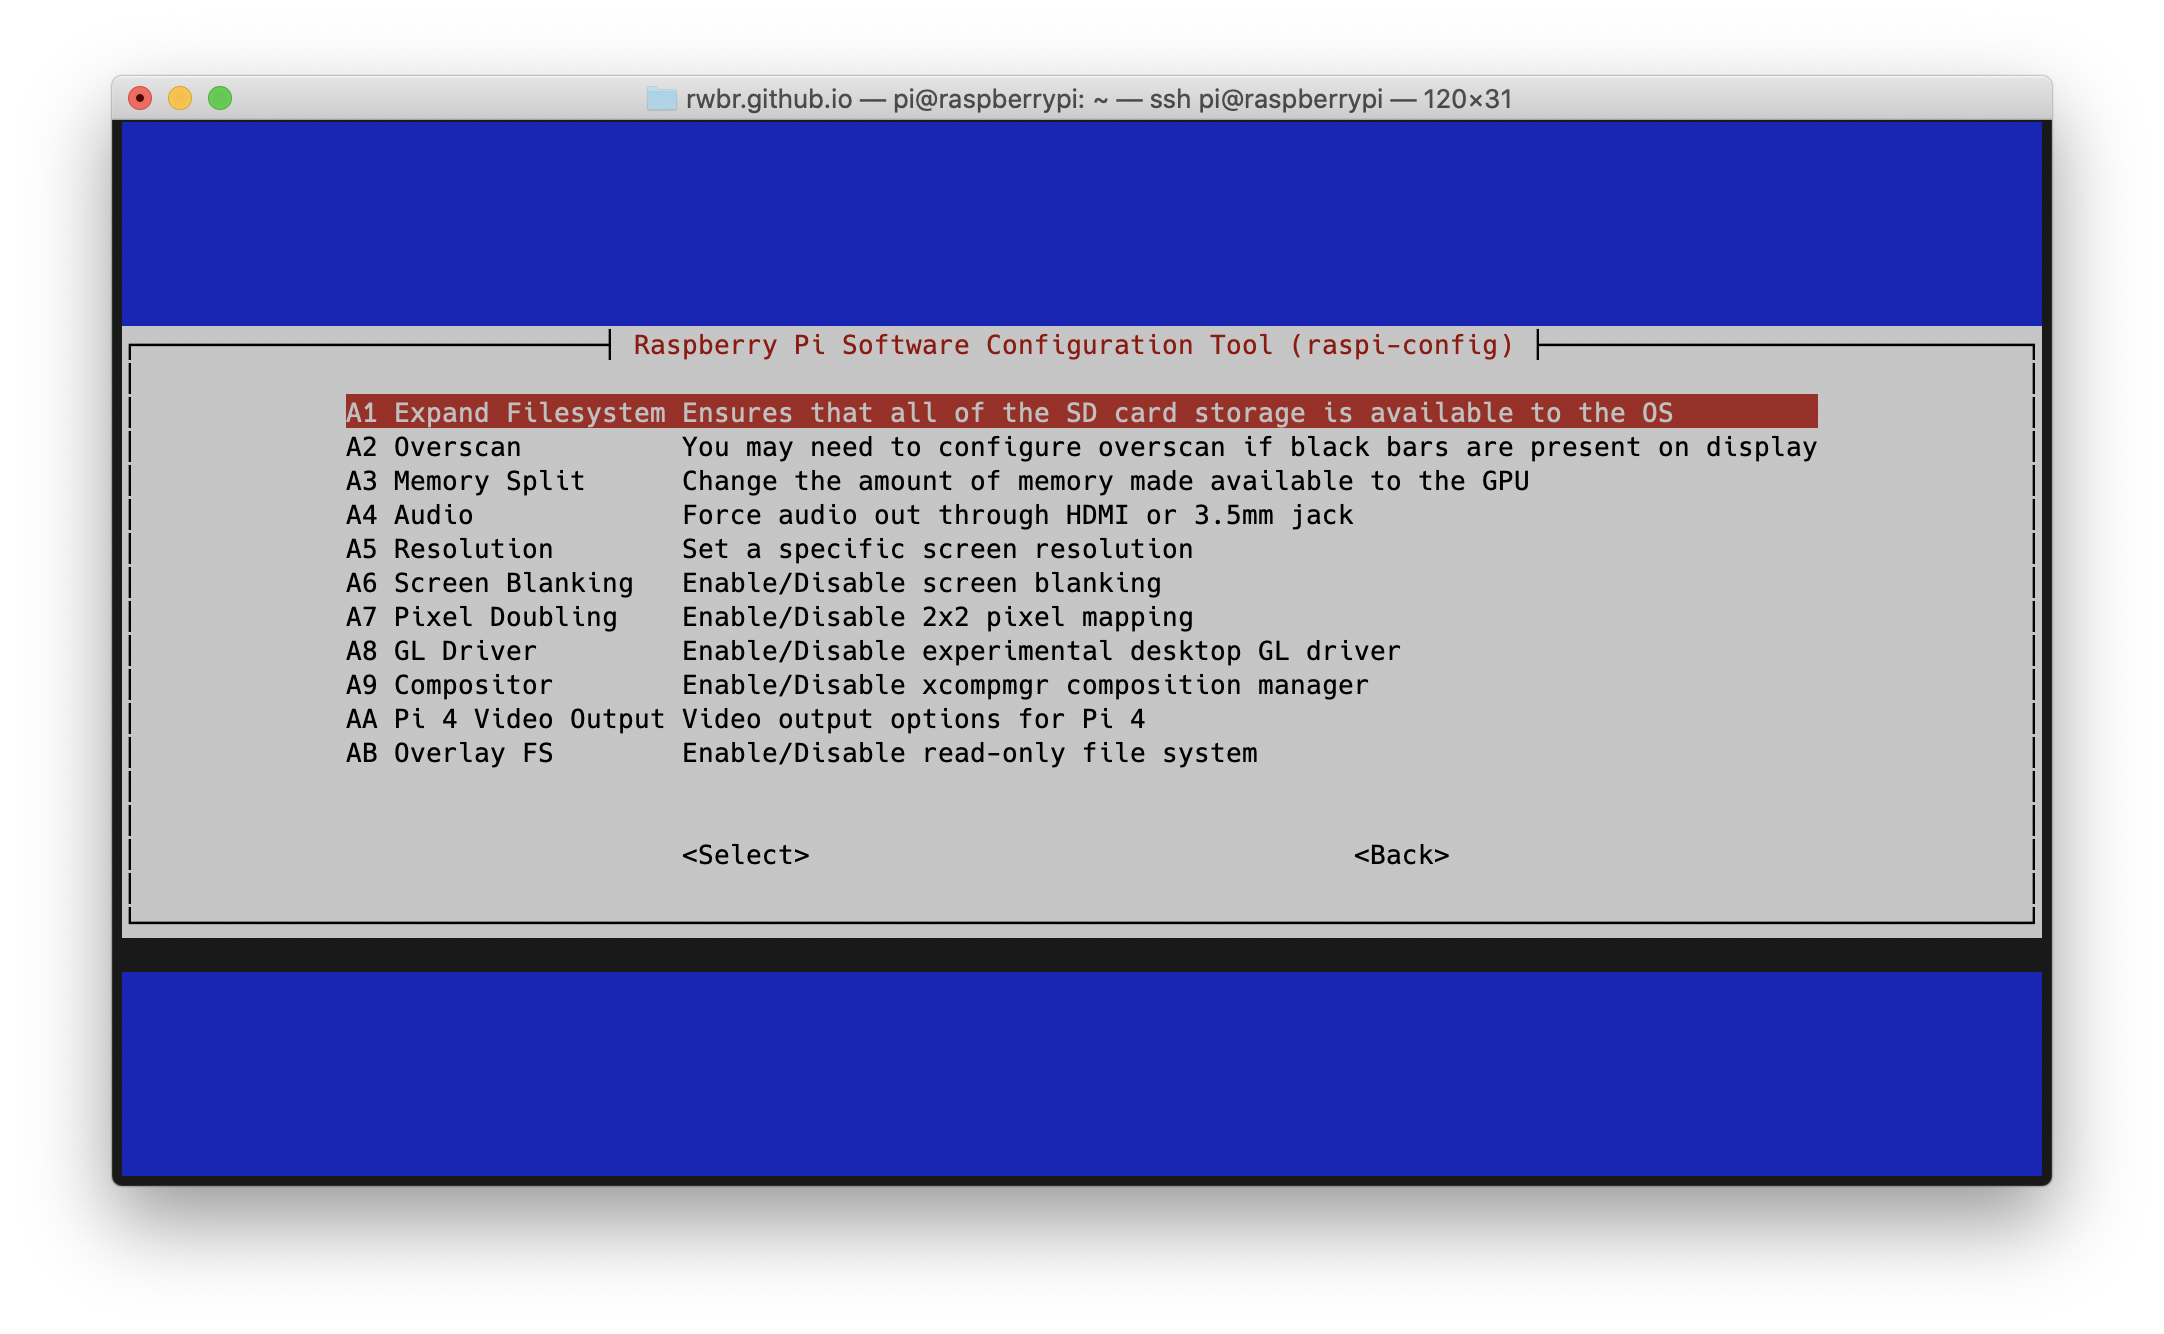 rwbr.github.io — pi@raspberrypi: ~ — ssh pi@raspberrypi — 120×31
Raspberry Pi Software Configuration Tool (raspi-config)
A1 Expand Filesystem Ensures that all of the SD card storage is available to the OS
A2 Overscan You may need to configure overscan if black bars are present on display
A3 Memory Split Change the amount of memory made available to the GPU
A4 Audio Force audio out through HDMI or 3.5mm jack
A5 Resolution Set a specific screen resolution
A6 Screen Blanking Enable/Disable screen blanking
A7 Pixel Doubling Enable/Disable 2x2 pixel mapping
A8 GL Driver Enable/Disable experimental desktop GL driver
A9 Compositor Enable/Disable xcompmgr composition manager
AA Pi 4 Video Output Video output options for Pi 4
AB Overlay FS Enable/Disable read-only file system
<Select> <Back>